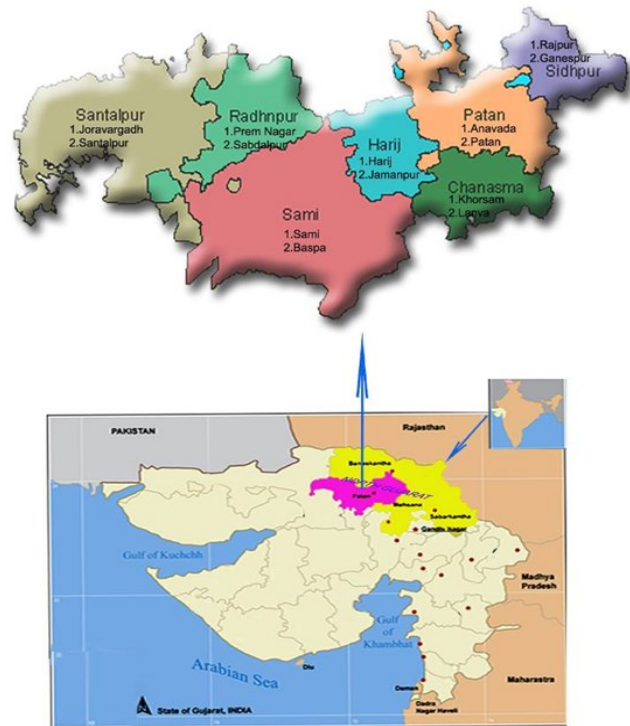 1. Rajpur
2. Ganespur
Sidhpur
Santalpur
1. Joravargadh
2. Santalpur
Radhnpur
1. Prem Nagar
2. Sabdalpur
Harij
1. Harij
2. Jamanpur
Patan
1. Anavada
2. Patan
Chanasma
1. Khorsam
2. Lanva
Sami
1. Sami
2. Baspa
PAKISTAN
Rajasthan
Banaskantha
NORTH GUJARAT
Patan
Mehsana
Sabarkantha
Gandhi Nagar
Gulf of Kuchchh
Madhya
Pradesh
Gulf
of
Khambhat
Arabian Sea
Diu
Daman
Dadra
Nagar Haveli
Maharastra
State of Gujarat, INDIA